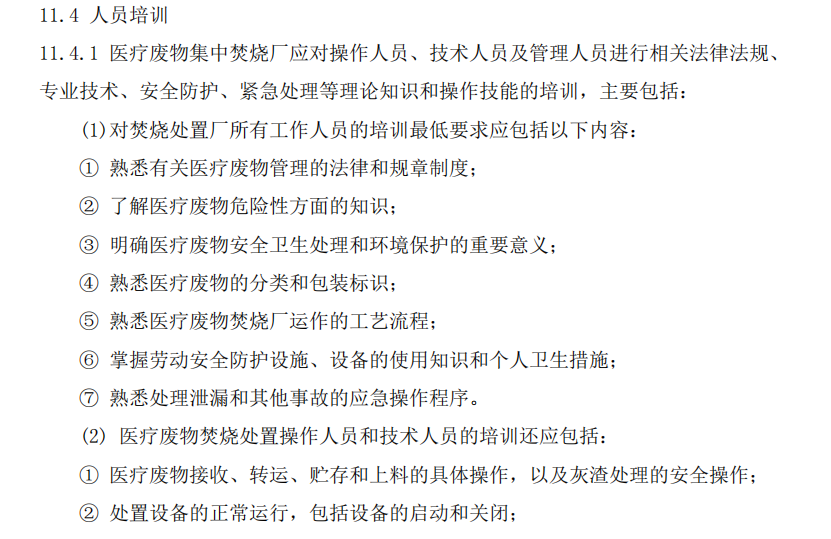 11.4 人员培训
11.4.1 医疗废物集中焚烧厂应对操作人员、技术人员及管理人员进行相关法律法规、
专业技术、安全防护、紧急处理等理论知识和操作技能的培训，主要包括：
(1)对焚烧处置厂所有工作人员的培训最低要求应包括以下内容：
① 熟悉有关医疗废物管理的法律和规章制度；
② 了解医疗废物危险性方面的知识；
③ 明确医疗废物安全卫生处理和环境保护的重要意义；
④ 熟悉医疗废物的分类和包装标识；
⑤ 熟悉医疗废物焚烧厂运作的工艺流程；
⑥ 掌握劳动安全防护设施、设备的使用知识和个人卫生措施；
⑦ 熟悉处理泄漏和其他事故的应急操作程序。
(2) 医疗废物焚烧处置操作人员和技术人员的培训还应包括：
① 医疗废物接收、转运、贮存和上料的具体操作，以及灰渣处理的安全操作；
② 处置设备的正常运行，包括设备的启动和关闭；